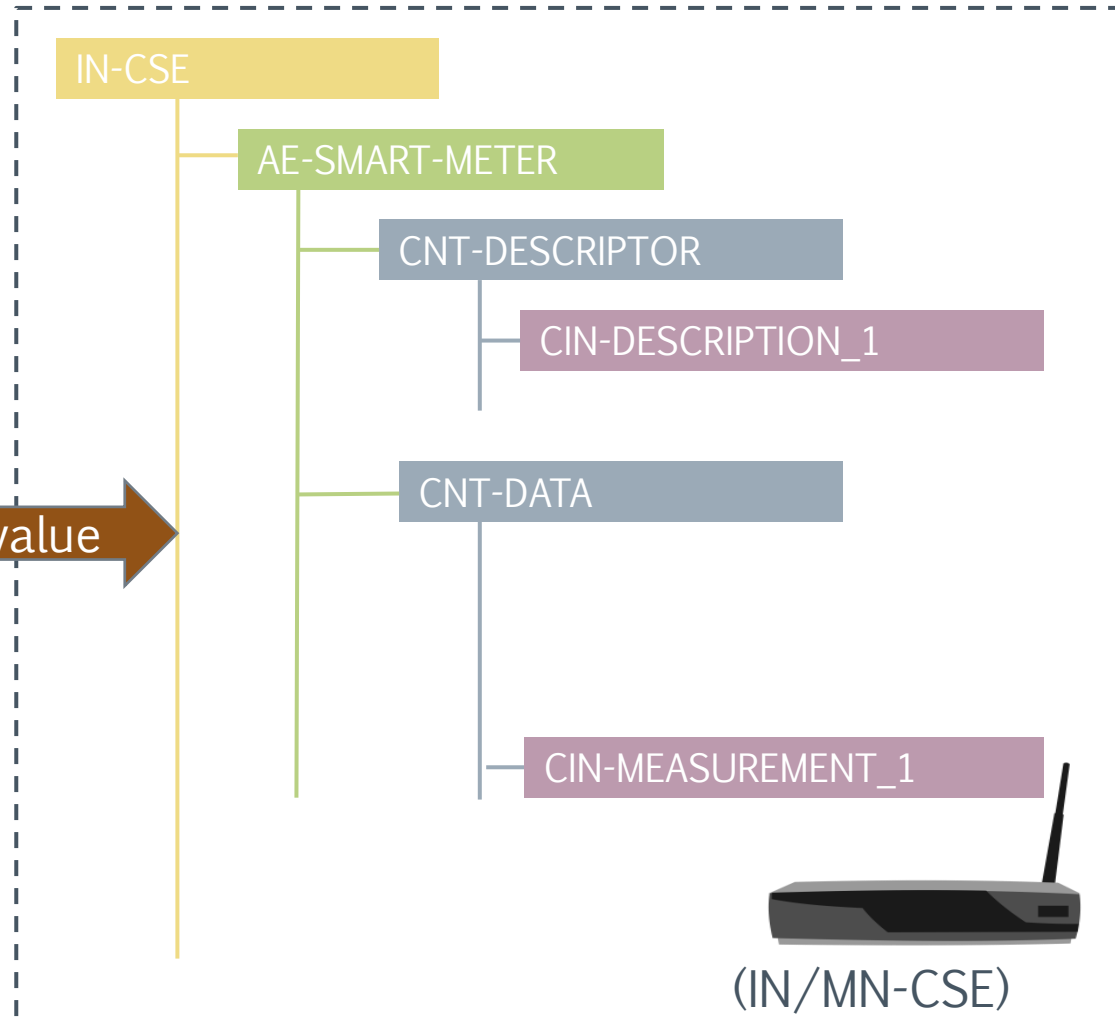 IN-CSE
AE-SMART-METER
CNT-DESCRIPTOR
CIN-DESCRIPTION_1
CNT-DATA
value
CIN-MEASUREMENT_1
(IN/MN-CSE)